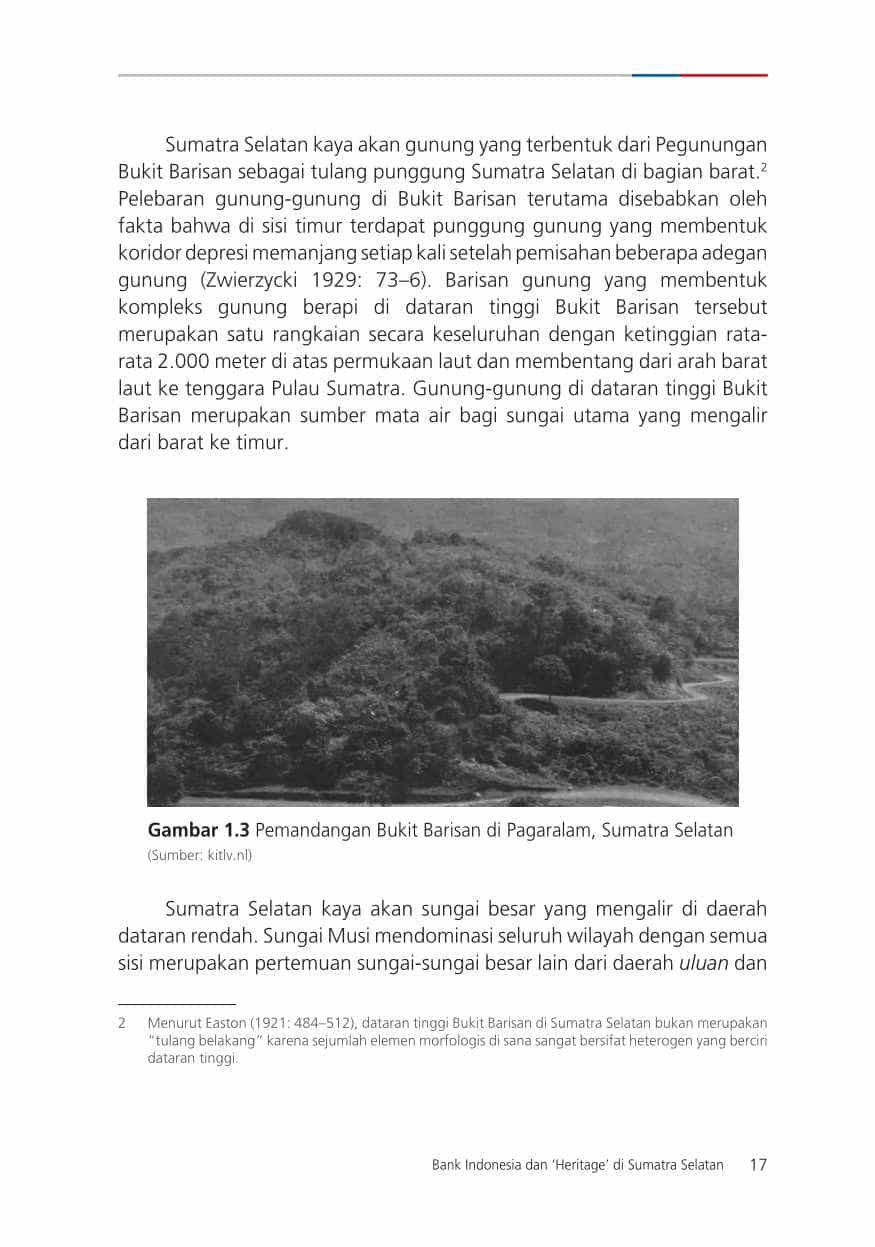 Sumatra Selatan kaya akan gunung yang terbentuk dari Pegunungan
Bukit Barisan sebagai tulang punggung Sumatra Selatan di bagian barat.2
Pelebaran gunung-gunung di Bukit Barisan terutama disebabkan oleh
fakta bahwa di sisi timur terdapat punggung gunung yang membentuk
koridor depresi memanjang setiap kali setelah pemisahan beberapa adegan
gunung (Zwierzycki 1929: 73–6). Barisan gunung yang membentuk
kompleks gunung berapi di dataran tinggi Bukit Barisan tersebut
merupakan satu rangkaian secara keseluruhan dengan ketinggian rata-
rata 2.000 meter di atas permukaan laut dan membentang dari arah barat
laut ke tenggara Pulau Sumatra. Gunung-gunung di dataran tinggi Bukit
Barisan merupakan sumber mata air bagi sungai utama yang mengalir
dari barat ke timur.
Gambar 1.3 Pemandangan Bukit Barisan di Pagaralam, Sumatra Selatan
(Sumber: kitlv.nl)
Sumatra Selatan kaya akan sungai besar yang mengalir di daerah
dataran rendah. Sungai Musi mendominasi seluruh wilayah dengan semua
sisi merupakan pertemuan sungai-sungai besar lain dari daerah uluan dan
2 Menurut Easton (1921: 484–512), dataran tinggi Bukit Barisan di Sumatra Selatan bukan merupakan
“tulang belakang” karena sejumlah elemen morfologis di sana sangat bersifat heterogen yang berciri
dataran tinggi.
Bank Indonesia dan ‘Heritage’ di Sumatra Selatan 17